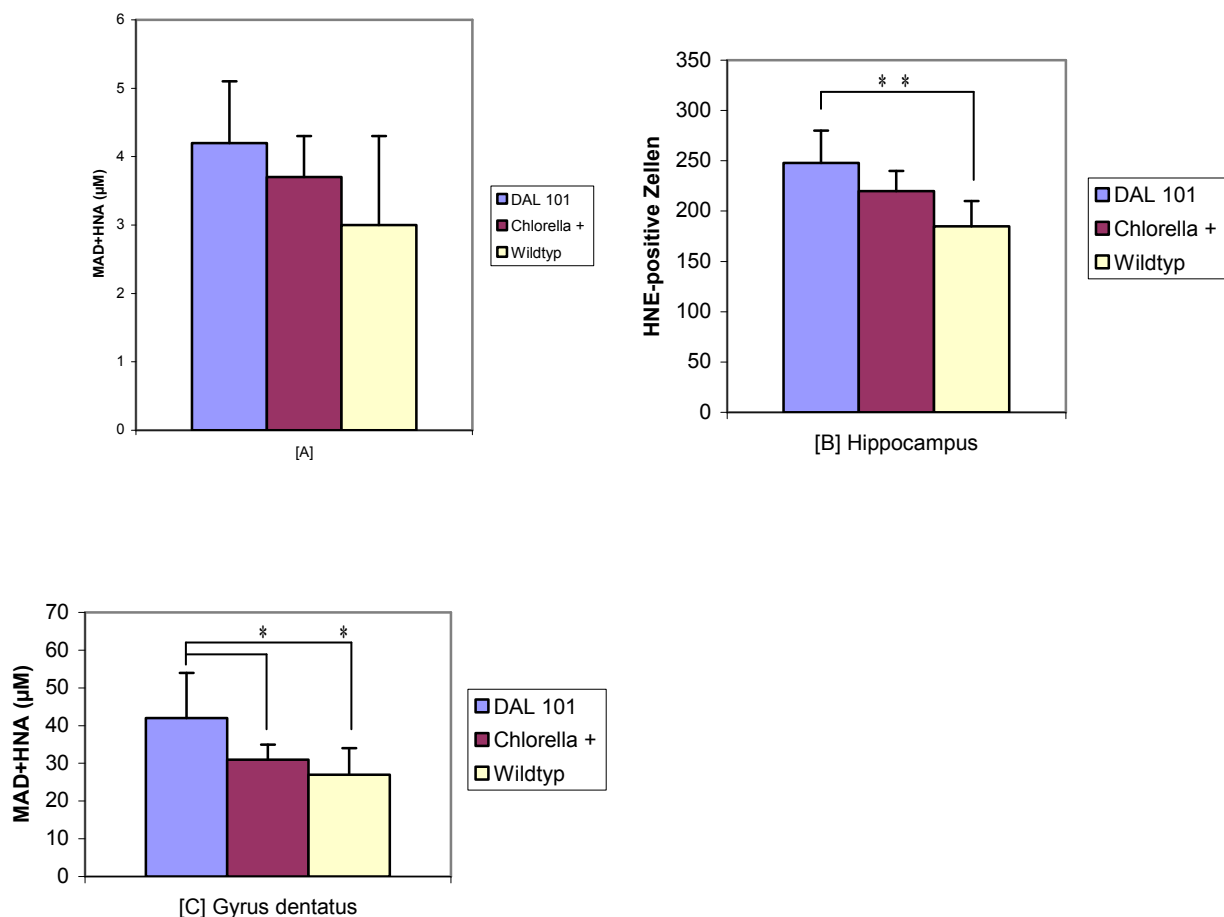 6
5
4
3
2
1
0
MAD+HNA (µM)
[A]
DAL 101
Chlorella +
Wildtyp
350
300
250
200
150
100
50
0
HNE-positive Zellen
* *
[B] Hippocampus
DAL 101
Chlorella +
Wildtyp
70
60
50
40
30
20
10
0
MAD+HNA (µM)
* *
[C] Gyrus dentatus
DAL 101
Chlorella +
Wildtyp